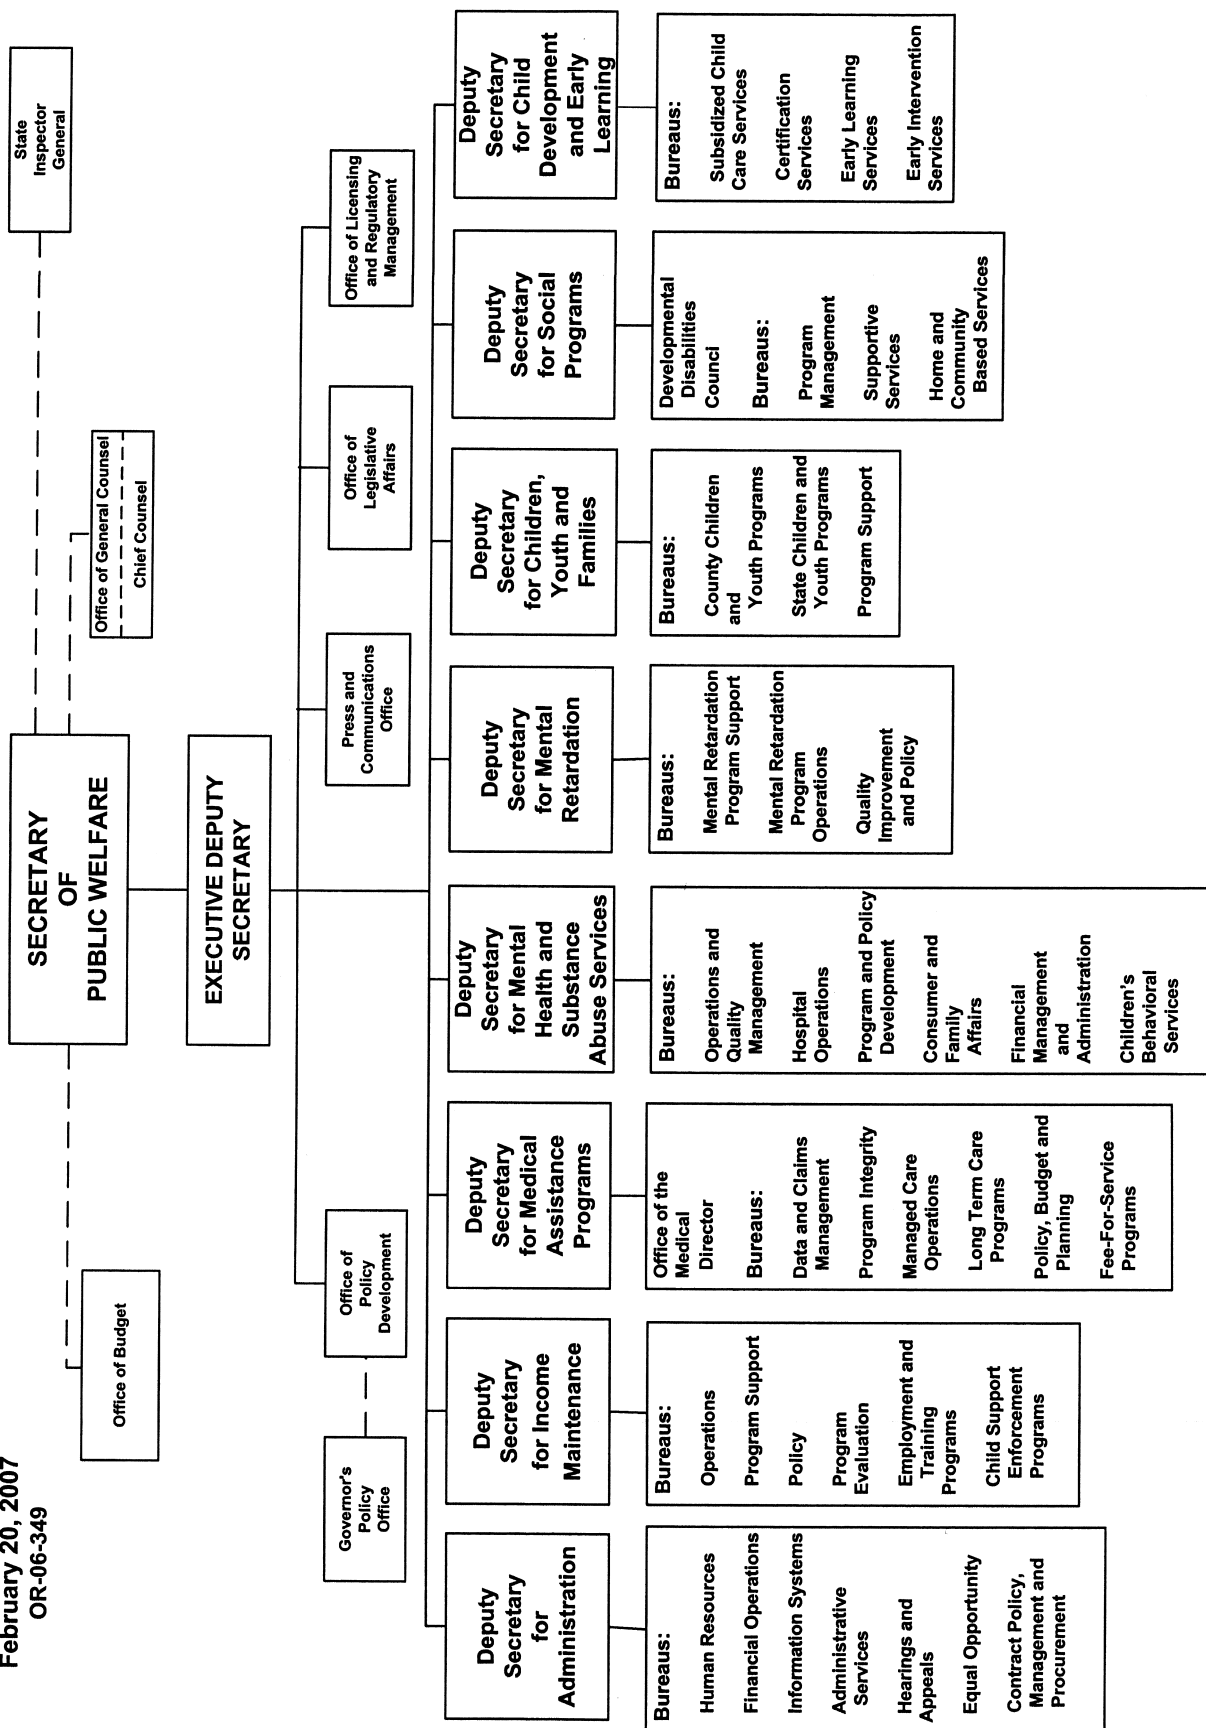 February 20, 2007
OR-06-349
SECRETARY
OF
PUBLIC WELFARE
State
Inspector
General
Office of General Counsel
Chief Counsel
Office of Budget
EXECUTIVE DEPUTY
SECRETARY
Governor's
Policy
Office
Office of
Policy
Development
Press and
Communications
Office
Office of
Legislative
Affairs
Office of Licensing
and Regulatory
Management
Deputy
Secretary
for
Administration
Bureaus:
Human Resources
Financial Operations
Information Systems
Administrative
Services
Hearings and
Appeals
Equal Opportunity
Contract Policy,
Management and
Procurement
Deputy
Secretary
for Income
Maintenance
Bureaus:
Operations
Program Support
Policy
Program
Evaluation
Employment and
Training
Programs
Child Support
Enforcement
Programs
Deputy
Secretary
for Medical
Assistance
Programs
Office of the
Medical
Director
Bureaus:
Data and Claims
Management
Program Integrity
Managed Care
Operations
Long Term Care
Programs
Policy, Budget and
Planning
Fee-For-Service
Programs
Deputy
Secretary
for Mental
Health and
Substance
Abuse Services
Bureaus:
Operations and
Quality
Management
Hospital
Operations
Program and Policy
Development
Consumer and
Family
Affairs
Financial
Management
and
Administration
Children's
Behavioral
Services
Deputy
Secretary
for Mental
Retardation
Bureaus:
Mental Retardation
Program Support
Mental Retardation
Program
Operations
Quality
Improvement
and Policy
Deputy
Secretary
for Children,
Youth and
Families
Bureaus:
County Children
and
Youth Programs
State Children and
Youth Programs
Program Support
Deputy
Secretary
for Social
Programs
Developmental
Disabilities
Counci
Bureaus:
Program
Management
Supportive
Services
Home and
Community
Based Services
Deputy
Secretary
for Child
Development
and Early
Learning
Bureaus:
Subsidized Child
Care Services
Certification
Services
Early Learning
Services
Early Intervention
Services